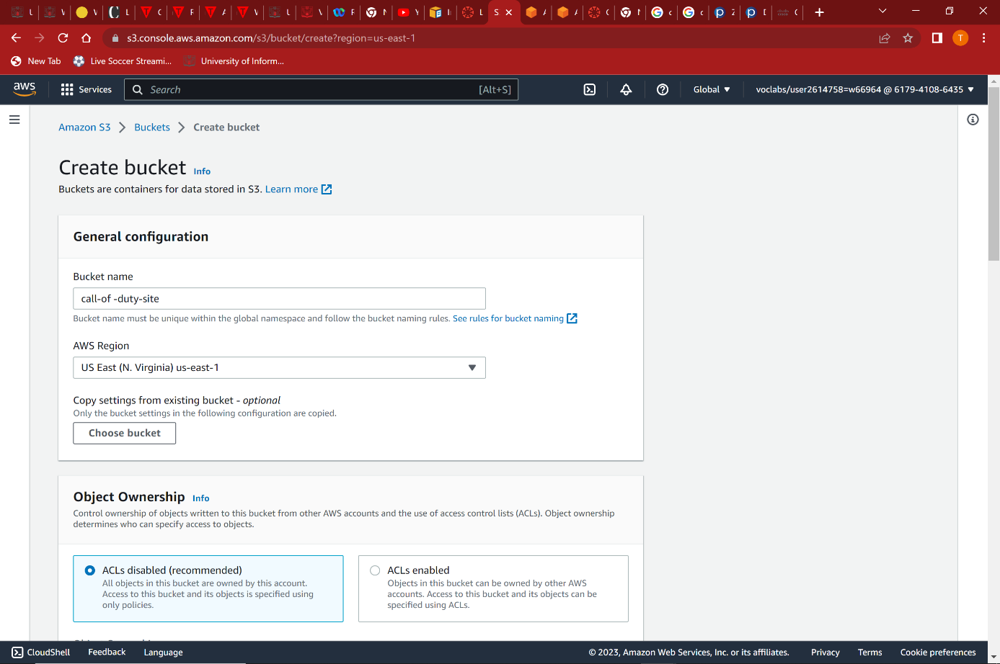 s3.console.aws.amazon.com/s3/bucket/create?region=us-east-1
T
New Tab
Live Soccer Streami...
University of Inform...
aws
Services
Search
[Alt+S]
Global
voclabs/user2614758=w66964 @ 6179-4108-6435
Amazon S3 > Buckets > Create bucket
Create bucket Info
Buckets are containers for data stored in S3. Learn more
General configuration
Bucket name
call-of -duty-site
Bucket name must be unique within the global namespace and follow the bucket naming rules. See rules for bucket naming
AWS Region
US East (N. Virginia) us-east-1
Copy settings from existing bucket - optional
Only the bucket settings in the following configuration are copied.
Choose bucket
Object Ownership Info
Control ownership of objects written to this bucket from other AWS accounts and the use of access control lists (ACLs). Object ownership
determines who can specify access to objects.
ACLs disabled (recommended)
All objects in this bucket are owned by this account.
Access to this bucket and its objects is specified using
only policies.
ACLs enabled
Objects in this bucket can be owned by other AWS
accounts. Access to this bucket and its objects can be
specified using ACLs.
CloudShell
Feedback
Language
© 2023, Amazon Web Services, Inc. or its affiliates.
Privacy
Terms
Cookie preferences